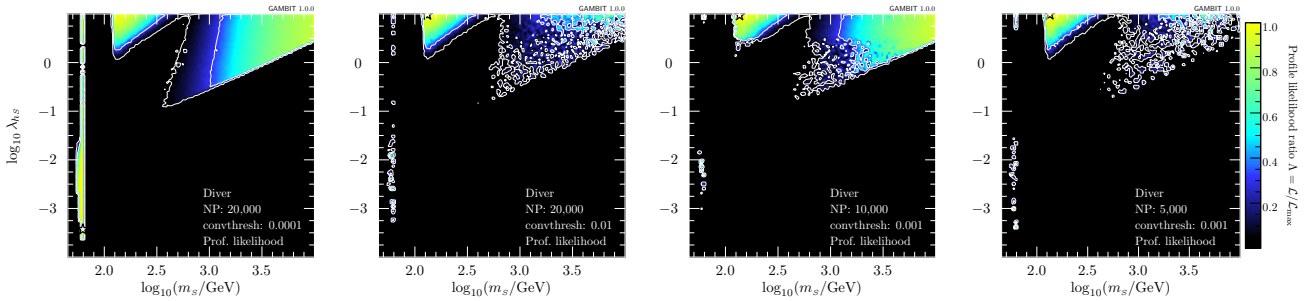 GAMBIT 1.0.0
GAMBIT 1.0.0
GAMBIT 1.0.0
GAMBIT 1.0.0
log₁₀ λₕₛ
0
−1
−2
−3
Diver
NP: 20,000
convthresh: 0.0001
Prof. likelihood
2.0 2.5 3.0 3.5
log₁₀(mₛ/GeV)
0
−1
−2
−3
Diver
NP: 20,000
convthresh: 0.01
Prof. likelihood
2.0 2.5 3.0 3.5
log₁₀(mₛ/GeV)
0
−1
−2
−3
Diver
NP: 10,000
convthresh: 0.001
Prof. likelihood
2.0 2.5 3.0 3.5
log₁₀(mₛ/GeV)
0
−1
−2
−3
Diver
NP: 5,000
convthresh: 0.01
Prof. likelihood
2.0 2.5 3.0 3.5
log₁₀(mₛ/GeV)
1.0
0.8
0.6
0.4
0.2
Profile likelihood ratio Λ = ℒ/ℒmax